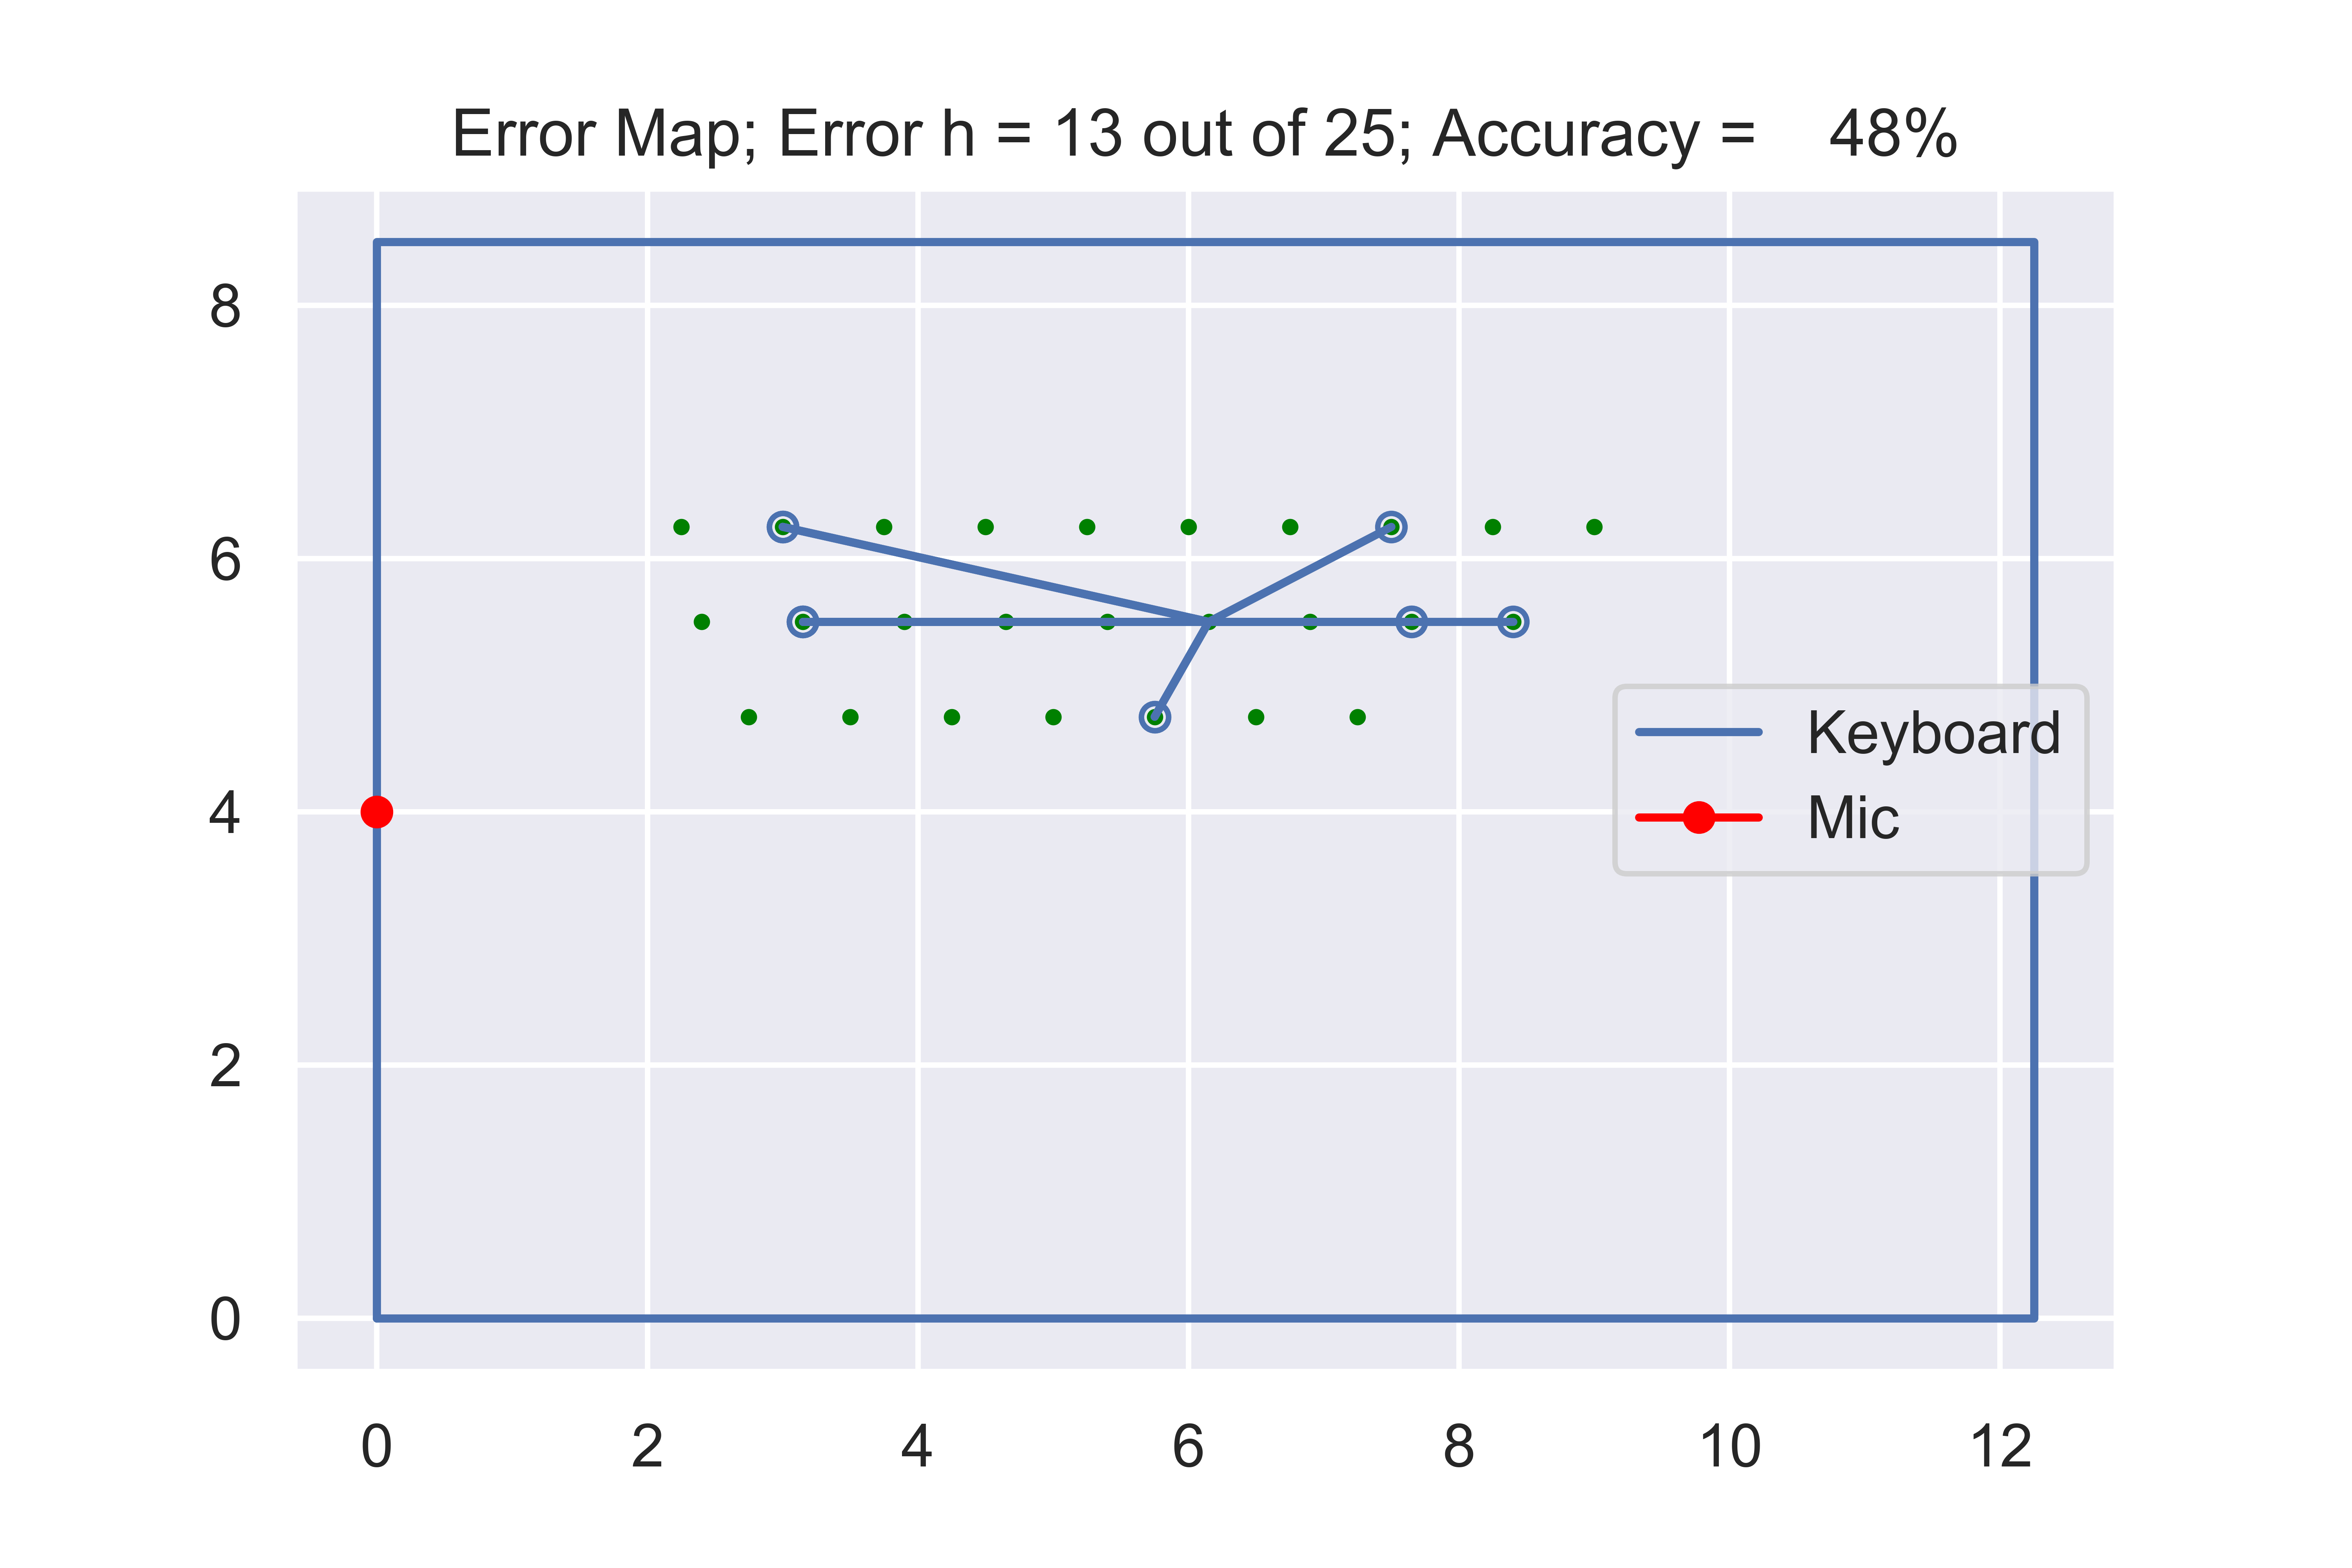 Error Map; Error h = 13 out of 25; Accuracy = 48%
8
6
4
2
0
Keyboard
Mic
0 2 4 6 8 10 12